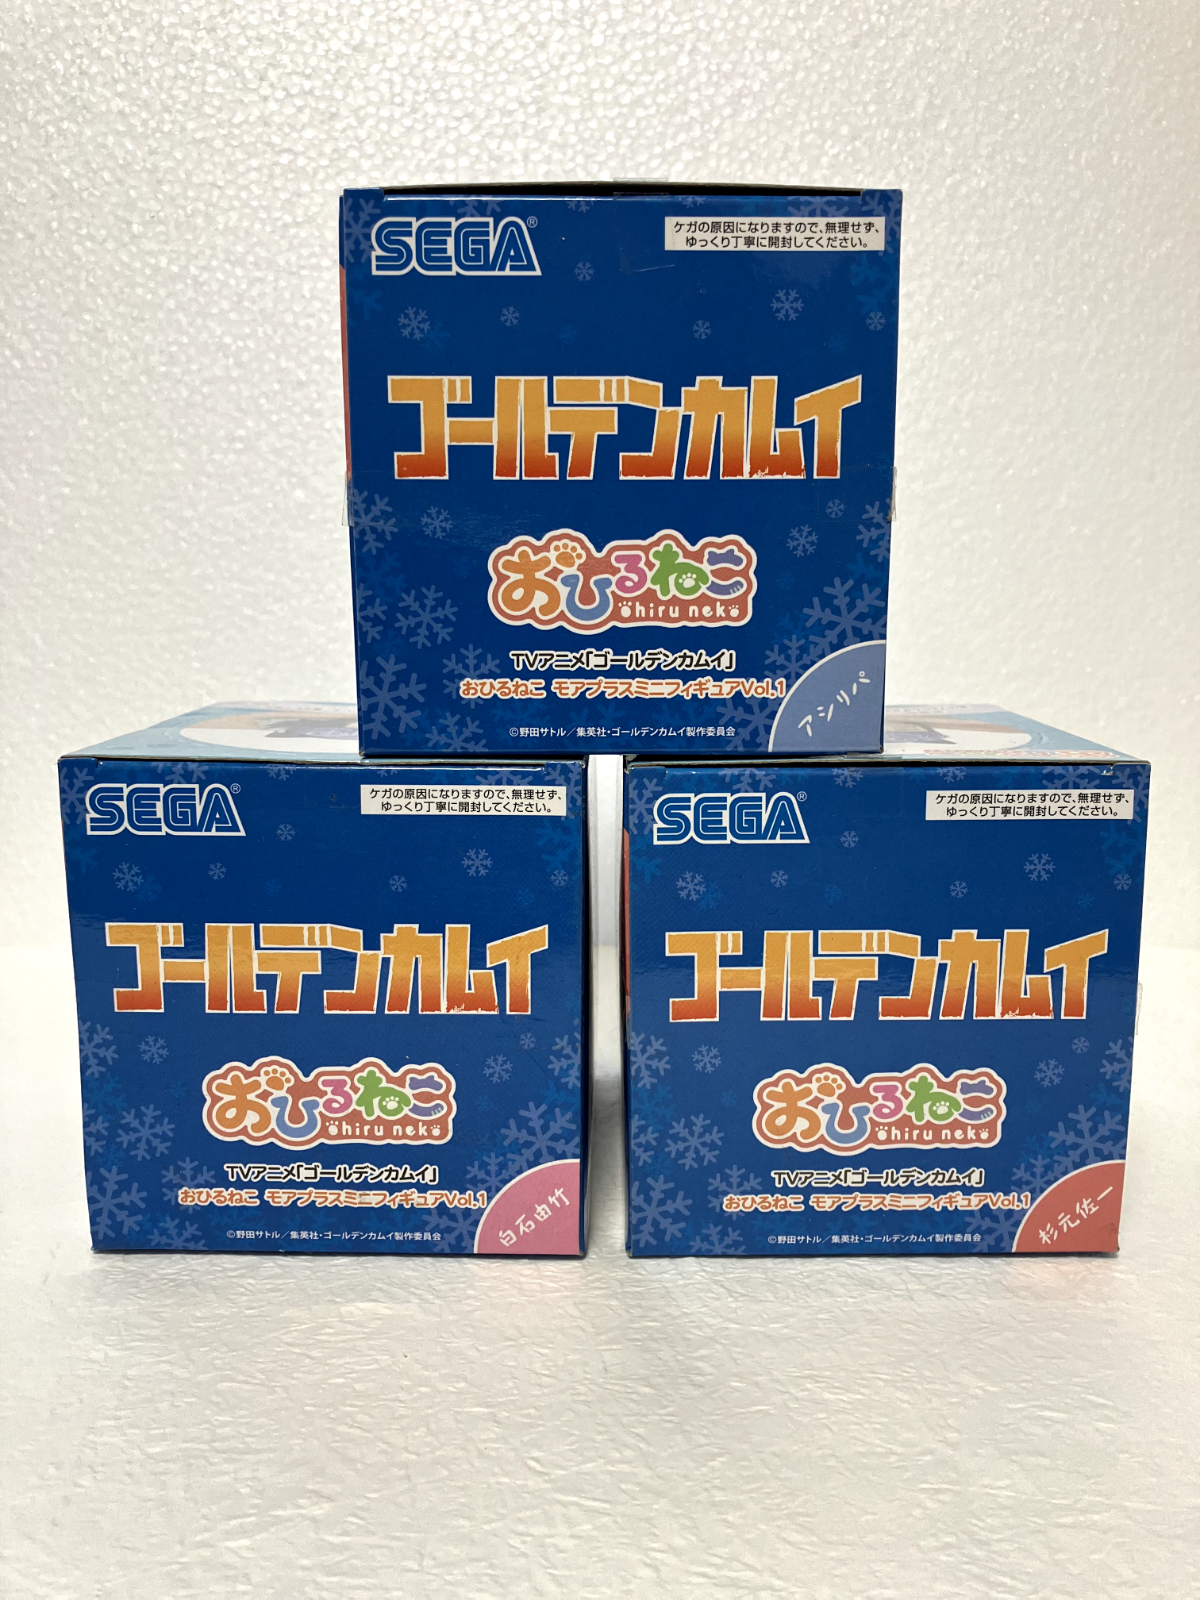 SEGA®
ケガの原因になりますので、無理せず、
ゆっくり丁寧に開封してください。
ゴールデンカムイ
おひるねこ
ohiru neko
TVアニメ「ゴールデンカムイ」
おひるねこ モアプラスミニフィギュアVol.1
アシリパ
©野田サトル／集英社・ゴールデンカムイ製作委員会
SEGA®
ケガの原因になりますので、無理せず、
ゆっくり丁寧に開封してください。
ゴールデンカムイ
おひるねこ
ohiru neko
TVアニメ「ゴールデンカムイ」
おひるねこ モアプラスミニフィギュアVol.1
白石由竹
©野田サトル／集英社・ゴールデンカムイ製作委員会
SEGA®
ケガの原因になりますので、無理せず、
ゆっくり丁寧に開封してください。
ゴールデンカムイ
おひるねこ
ohiru neko
TVアニメ「ゴールデンカムイ」
おひるねこ モアプラスミニフィギュアVol.1
杉元佐一
©野田サトル／集英社・ゴールデンカムイ製作委員会